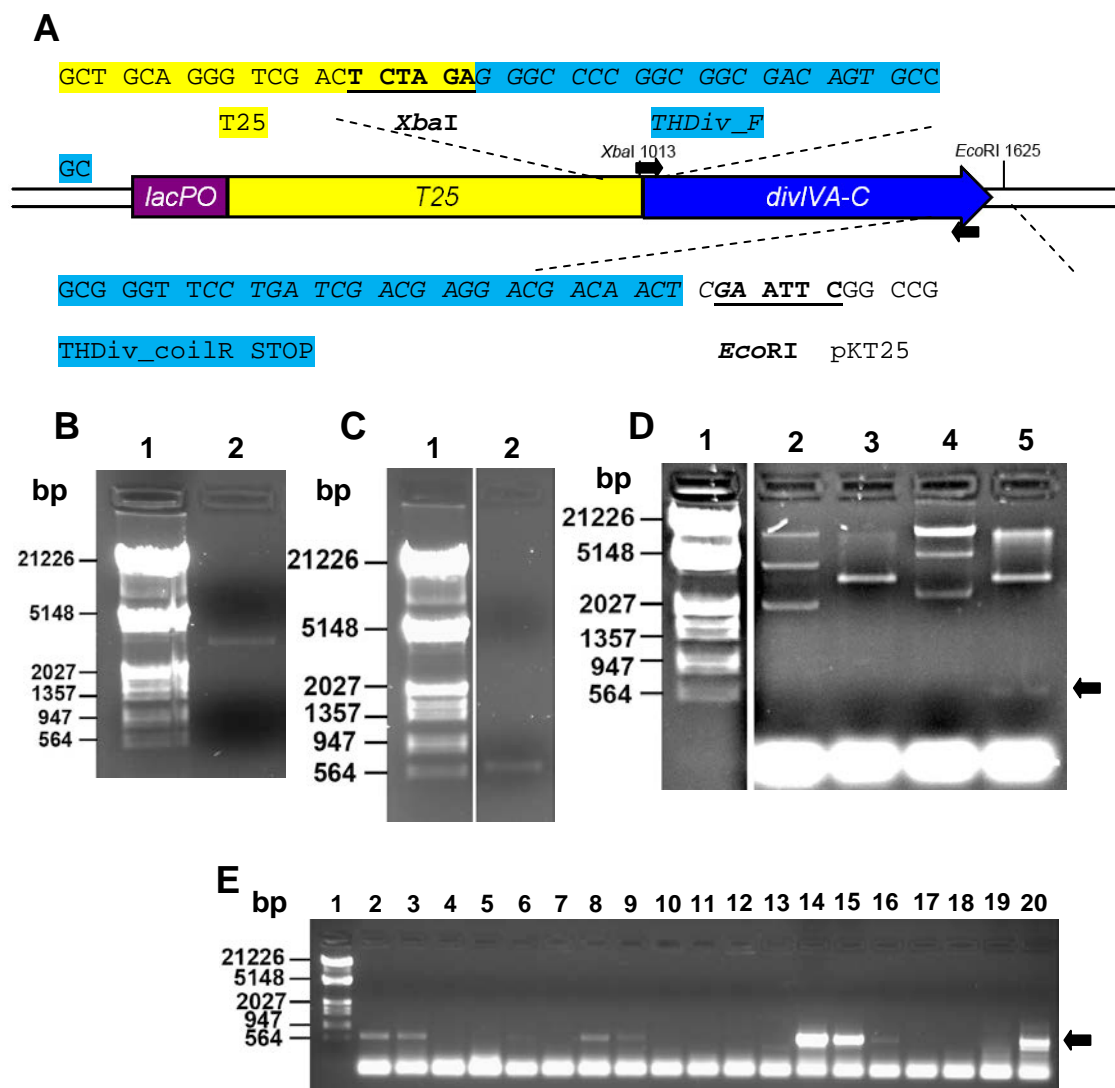 A
GCT GCA GGG TCG ACT CTAG GAG GGGC CCC GGC GGC GAC AGT GCC
T25 XbaI THDiv_F
XbaI 1013 EcoRI 1625
GC
lacPO T25 divIVA-C
GCG GGT TCC TGA TCG ACG AGG ACG ACA ACT CGA ATT CGG CCG
THDiv_coilR STOP EcoRI pKT25
B C D
1 2 1 2 1 2 3 4 5
bp bp bp
21226
5148
2027
1357
947
564
21226
5148
2027
1357
947
564
21226
5148
2027
1357
947
564
E
bp 1 2 3 4 5 6 7 8 9 10 11 12 13 14 15 16 17 18 19 20
21226
5148
2027
947
564